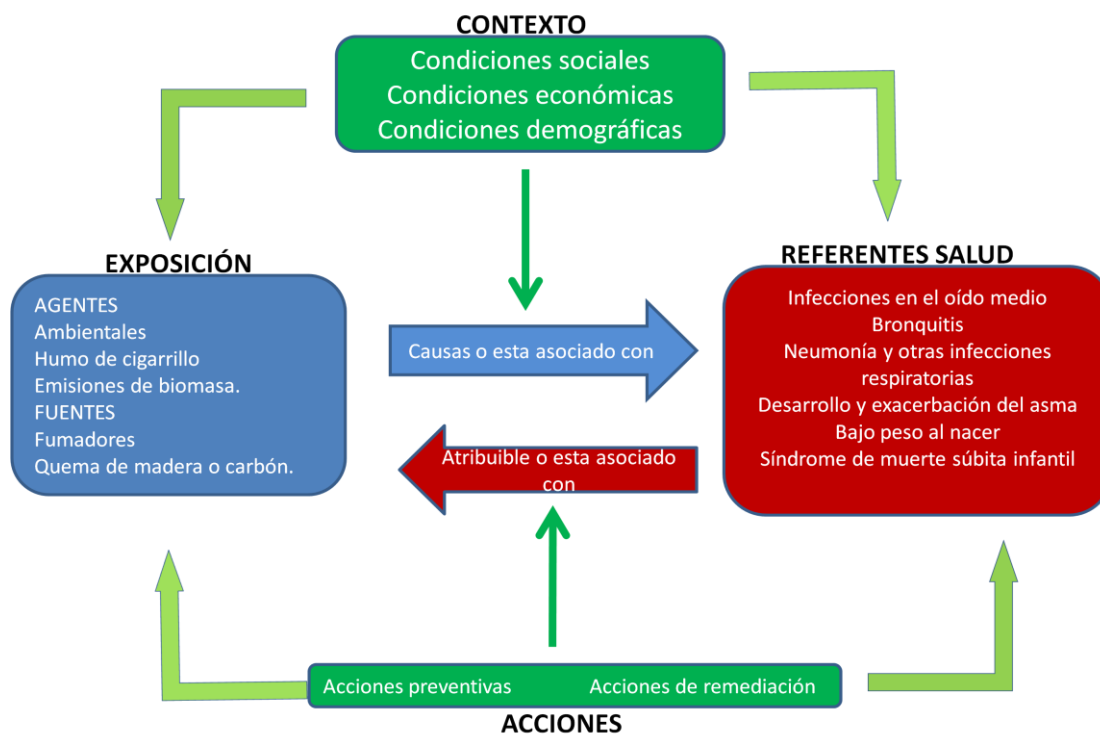 CONTEXTO
Condiciones sociales
Condiciones económicas
Condiciones demográficas
EXPOSICIÓN
AGENTES
Ambientales
Humo de cigarrillo
Emisiones de biomasa.
FUENTES
Fumadores
Quema de madera o carbón.
Causas o esta asociado con
Atribuible o esta asociado
con
REFERENTES SALUD
Infecciones en el oído medio
Bronquitis
Neumonía y otras infecciones
respiratorias
Desarrollo y exacerbación del asma
Bajo peso al nacer
Síndrome de muerte súbita infantil
Acciones preventivas
Acciones de remediación
ACCIONES